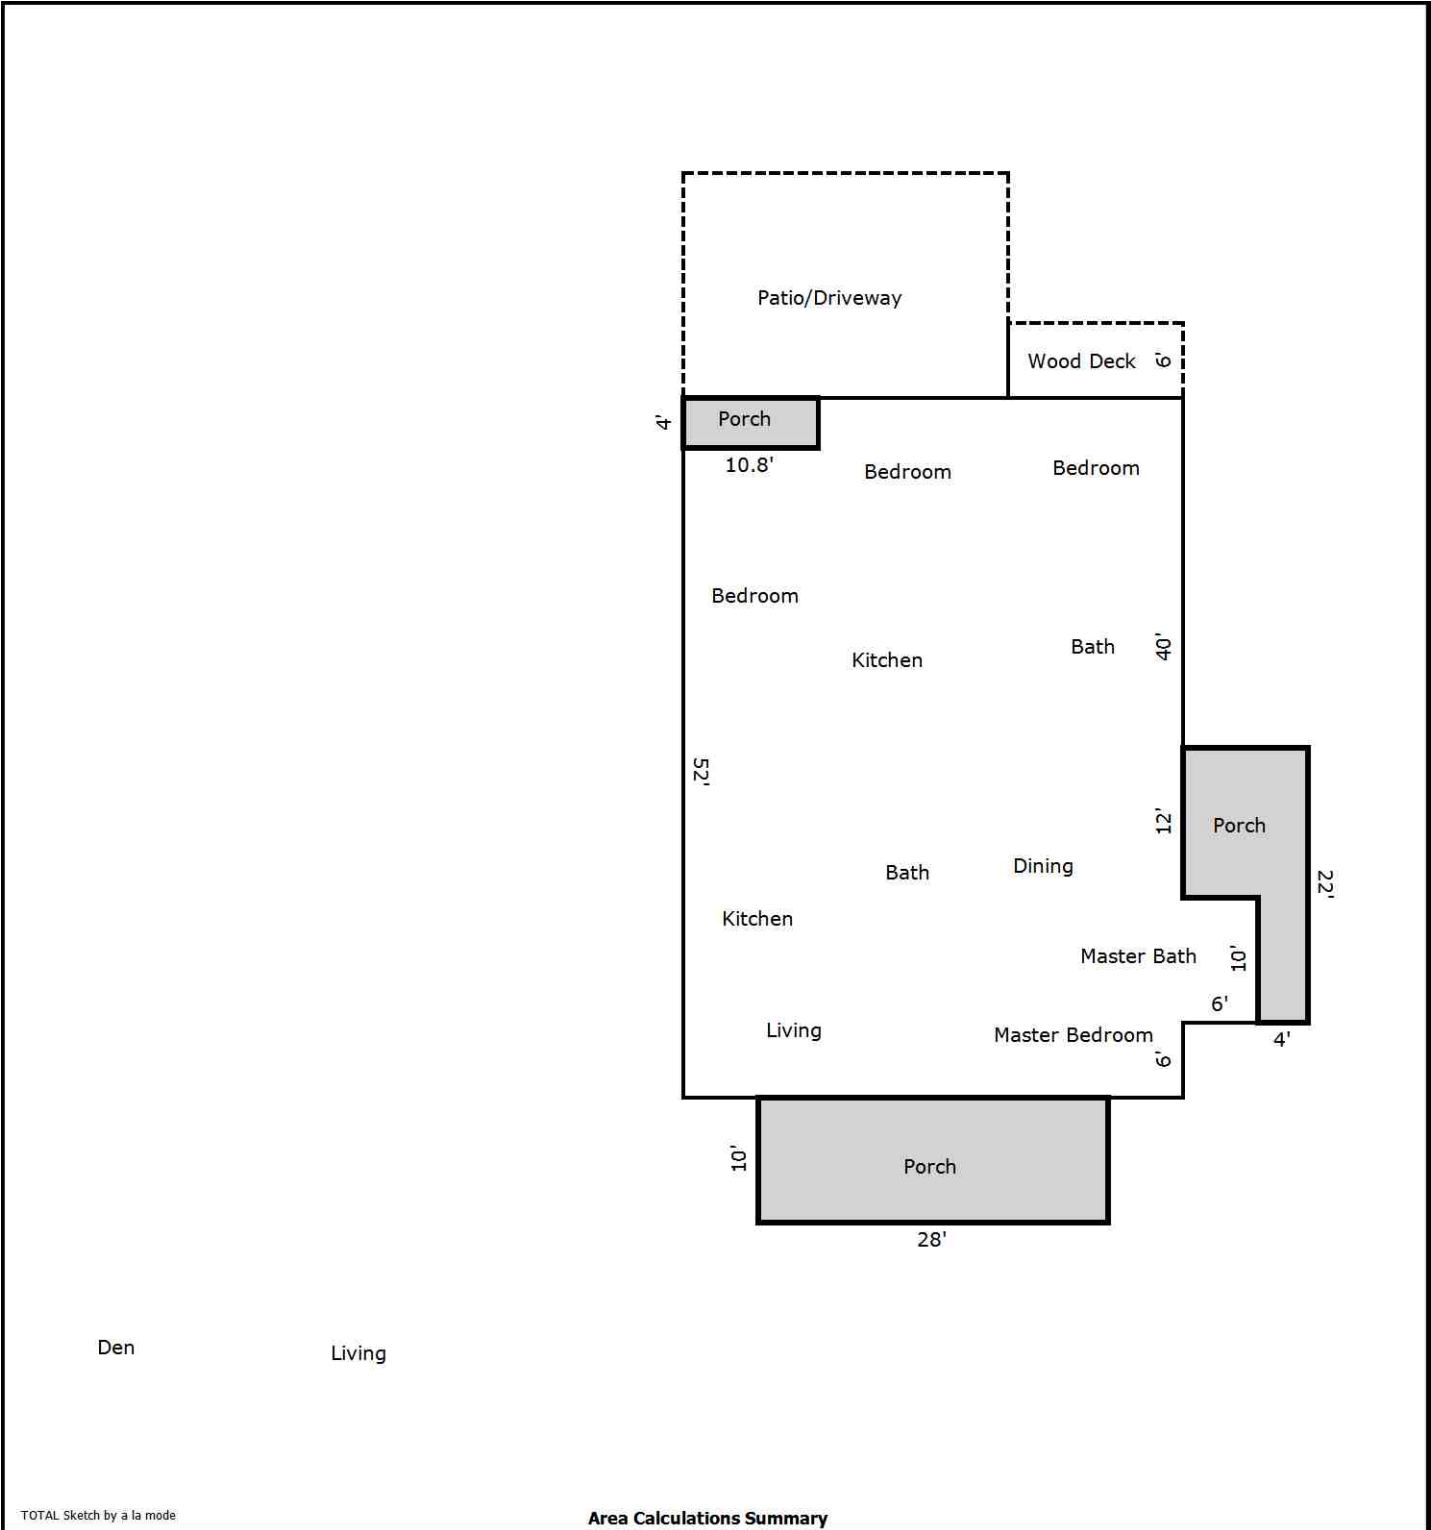 Patio/Driveway
Wood Deck
6'
4'
Porch
10.8'
Bedroom
Bedroom
Bedroom
Kitchen
Bath
40'
52'
12'
Porch
22'
Bath
Dining
Kitchen
Master Bath
10'
6'
Living
Master Bedroom
6'
4'
10'
Porch
28'
Den
Living
TOTAL Sketch by a la mode
Area Calculations Summary